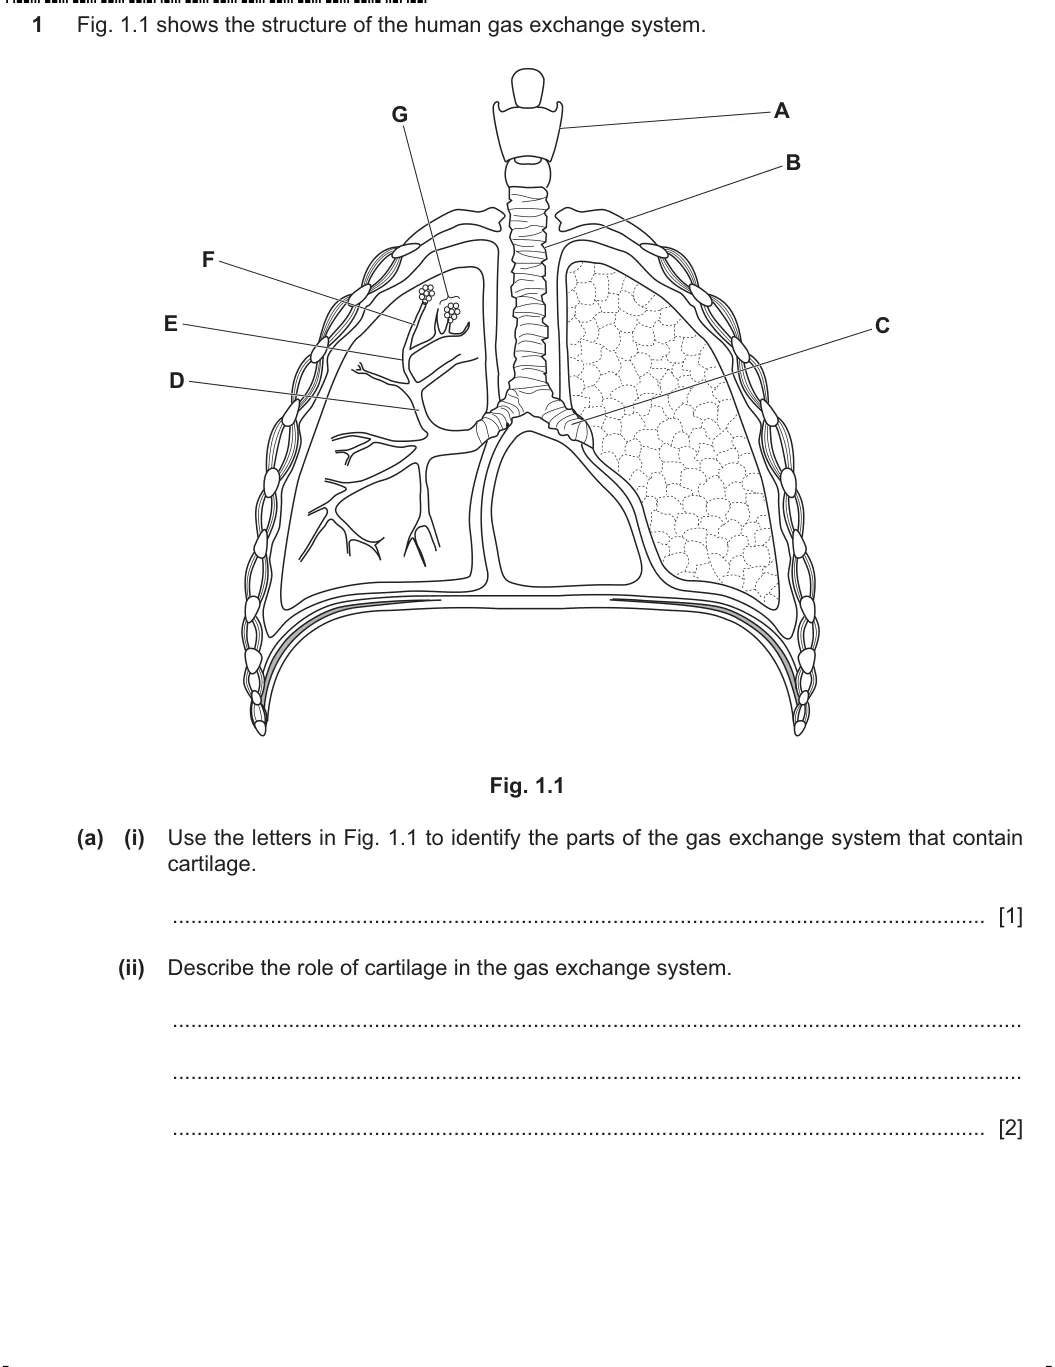 1 Fig. 1.1 shows the structure of the human gas exchange system.
G
A
B
F
E
C
D
Fig. 1.1
(a) (i) Use the letters in Fig. 1.1 to identify the parts of the gas exchange system that contain
cartilage.
.......................................................................................................................................... [1]
(ii) Describe the role of cartilage in the gas exchange system.
................................................................................................................................................
................................................................................................................................................
.......................................................................................................................................... [2]